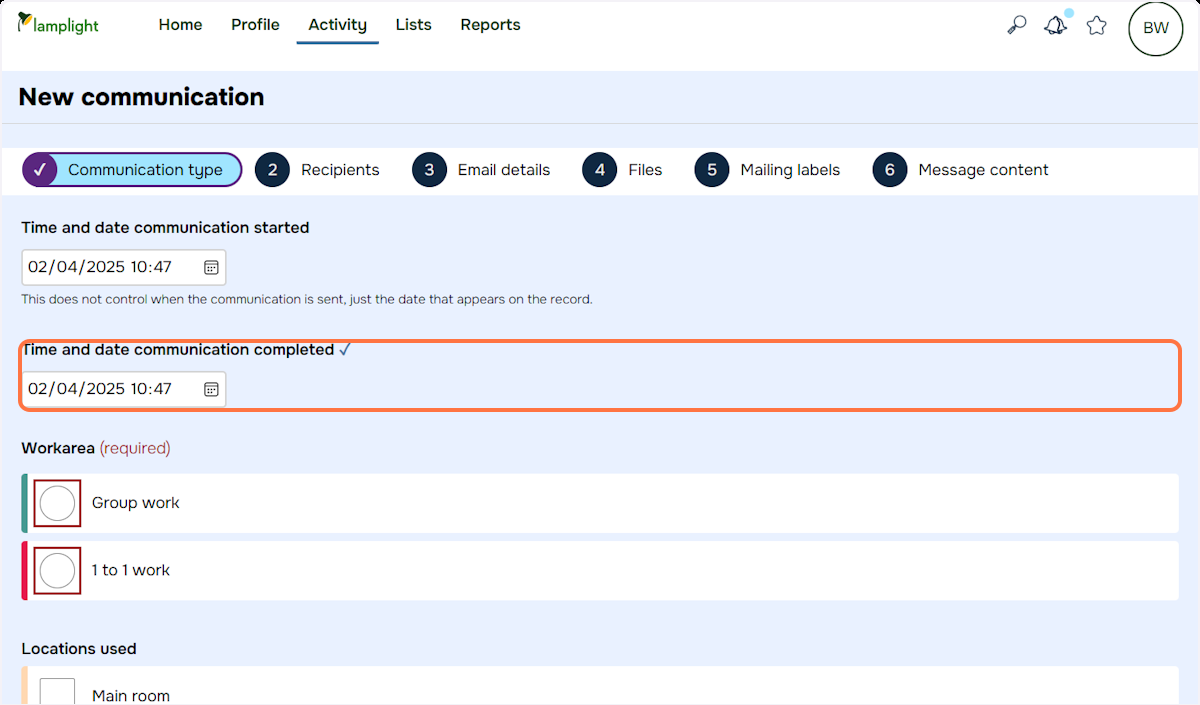 lamplight Home Profile Activity Lists Reports BW
New communication
✓ Communication type 2 Recipients 3 Email details 4 Files 5 Mailing labels 6 Message content
Time and date communication started
02/04/2025 10:47
This does not control when the communication is sent, just the date that appears on the record.
Time and date communication completed ✓
02/04/2025 10:47
Workarea (required)
Group work
1 to 1 work
Locations used
Main room